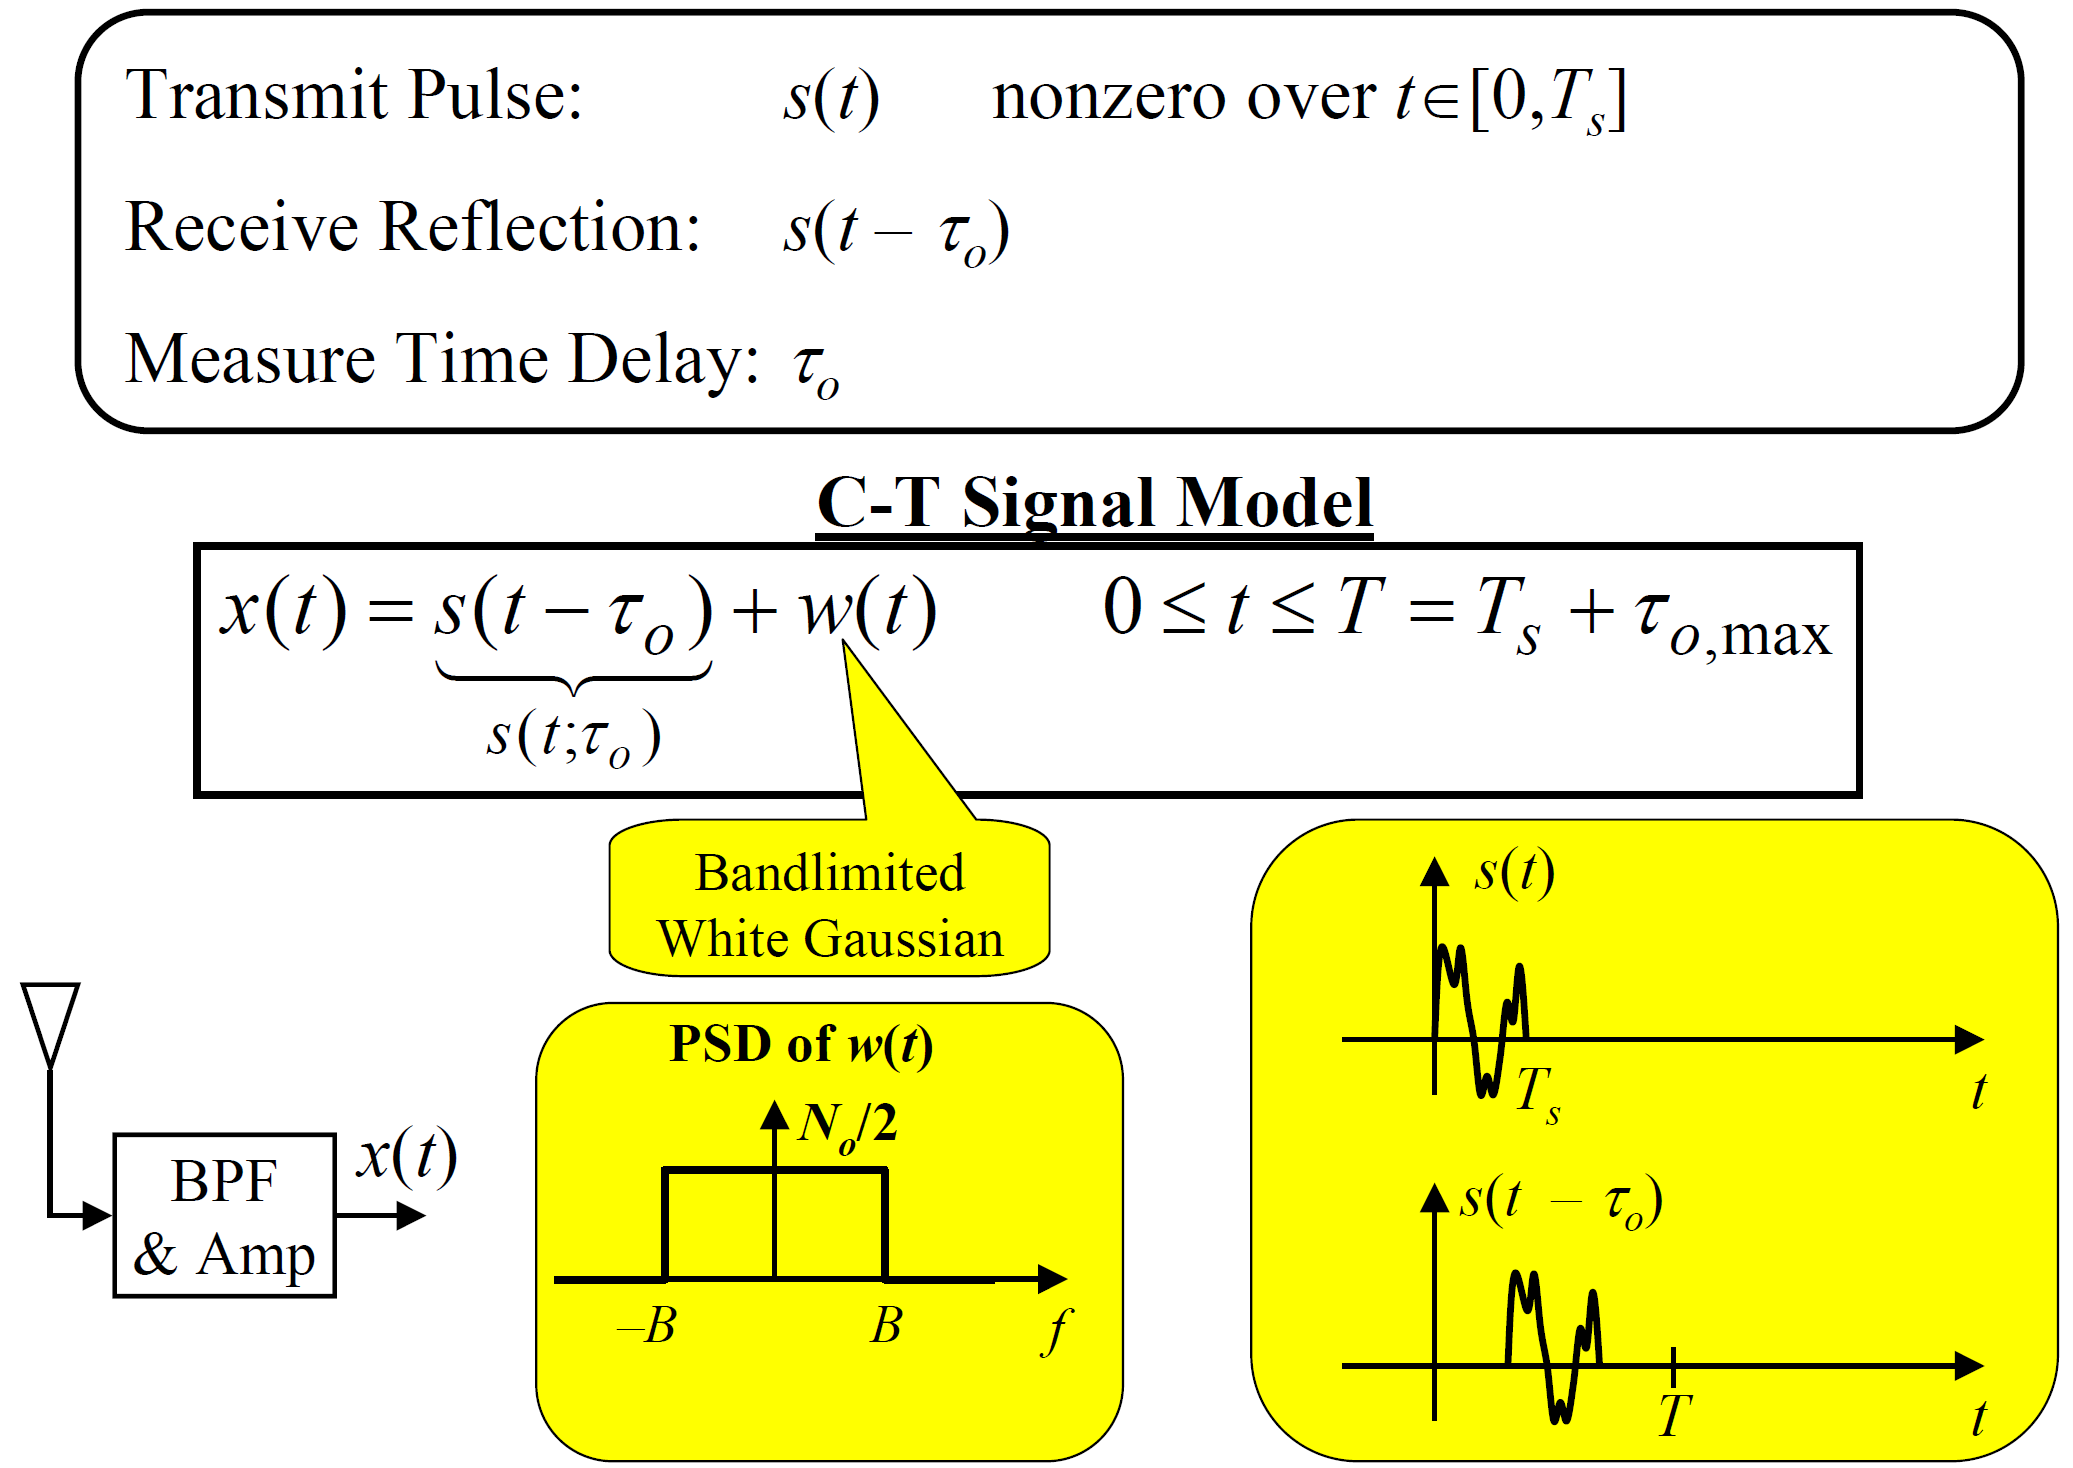 Transmit Pulse: s(t) nonzero over t∈[0,Tₛ]
Receive Reflection: s(t – τₒ)
Measure Time Delay: τₒ
C-T Signal Model
x(t) = s(t − τₒ) + w(t) 0 ≤ t ≤ T = Tₛ + τₒ,max
s(t;τₒ)
Bandlimited
White Gaussian
PSD of w(t)
Nₒ/2
–B B f
BPF
& Amp
x(t)
s(t)
Tₛ t
s(t – τₒ)
T t